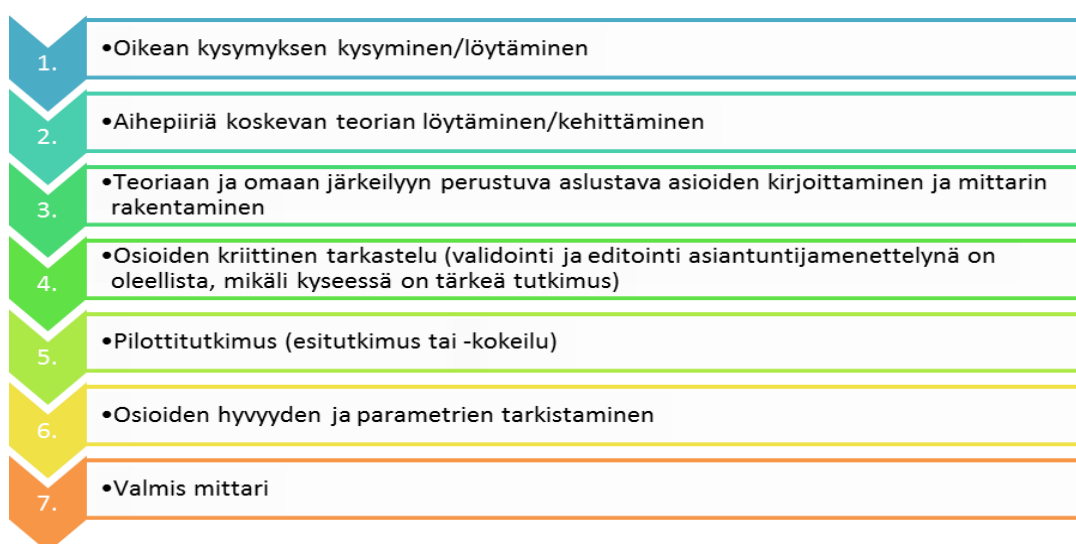 1. •Oikean kysymyksen kysyminen/löytäminen
2. •Aihepiiriä koskevan teorian löytäminen/kehittäminen
3. •Teoriaan ja omaan järkeilyyn perustuva aslustava asioiden kirjoittaminen ja mittarin
rakentaminen
4. •Osioiden kriittinen tarkastelu (validointi ja editointi asiantuntijamenettelynä on
oleellista, mikäli kyseessä on tärkeä tutkimus)
5. •Pilottitutkimus (esitutkimus tai -kokeilu)
6. •Osioiden hyvyyden ja parametrien tarkistaminen
7. •Valmis mittari